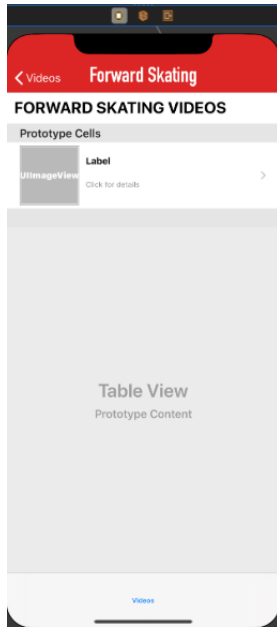 Videos
Forward Skating
FORWARD SKATING VIDEOS
Prototype Cells
UIImageView
Label
Click for details
Table View
Prototype Content
Videos